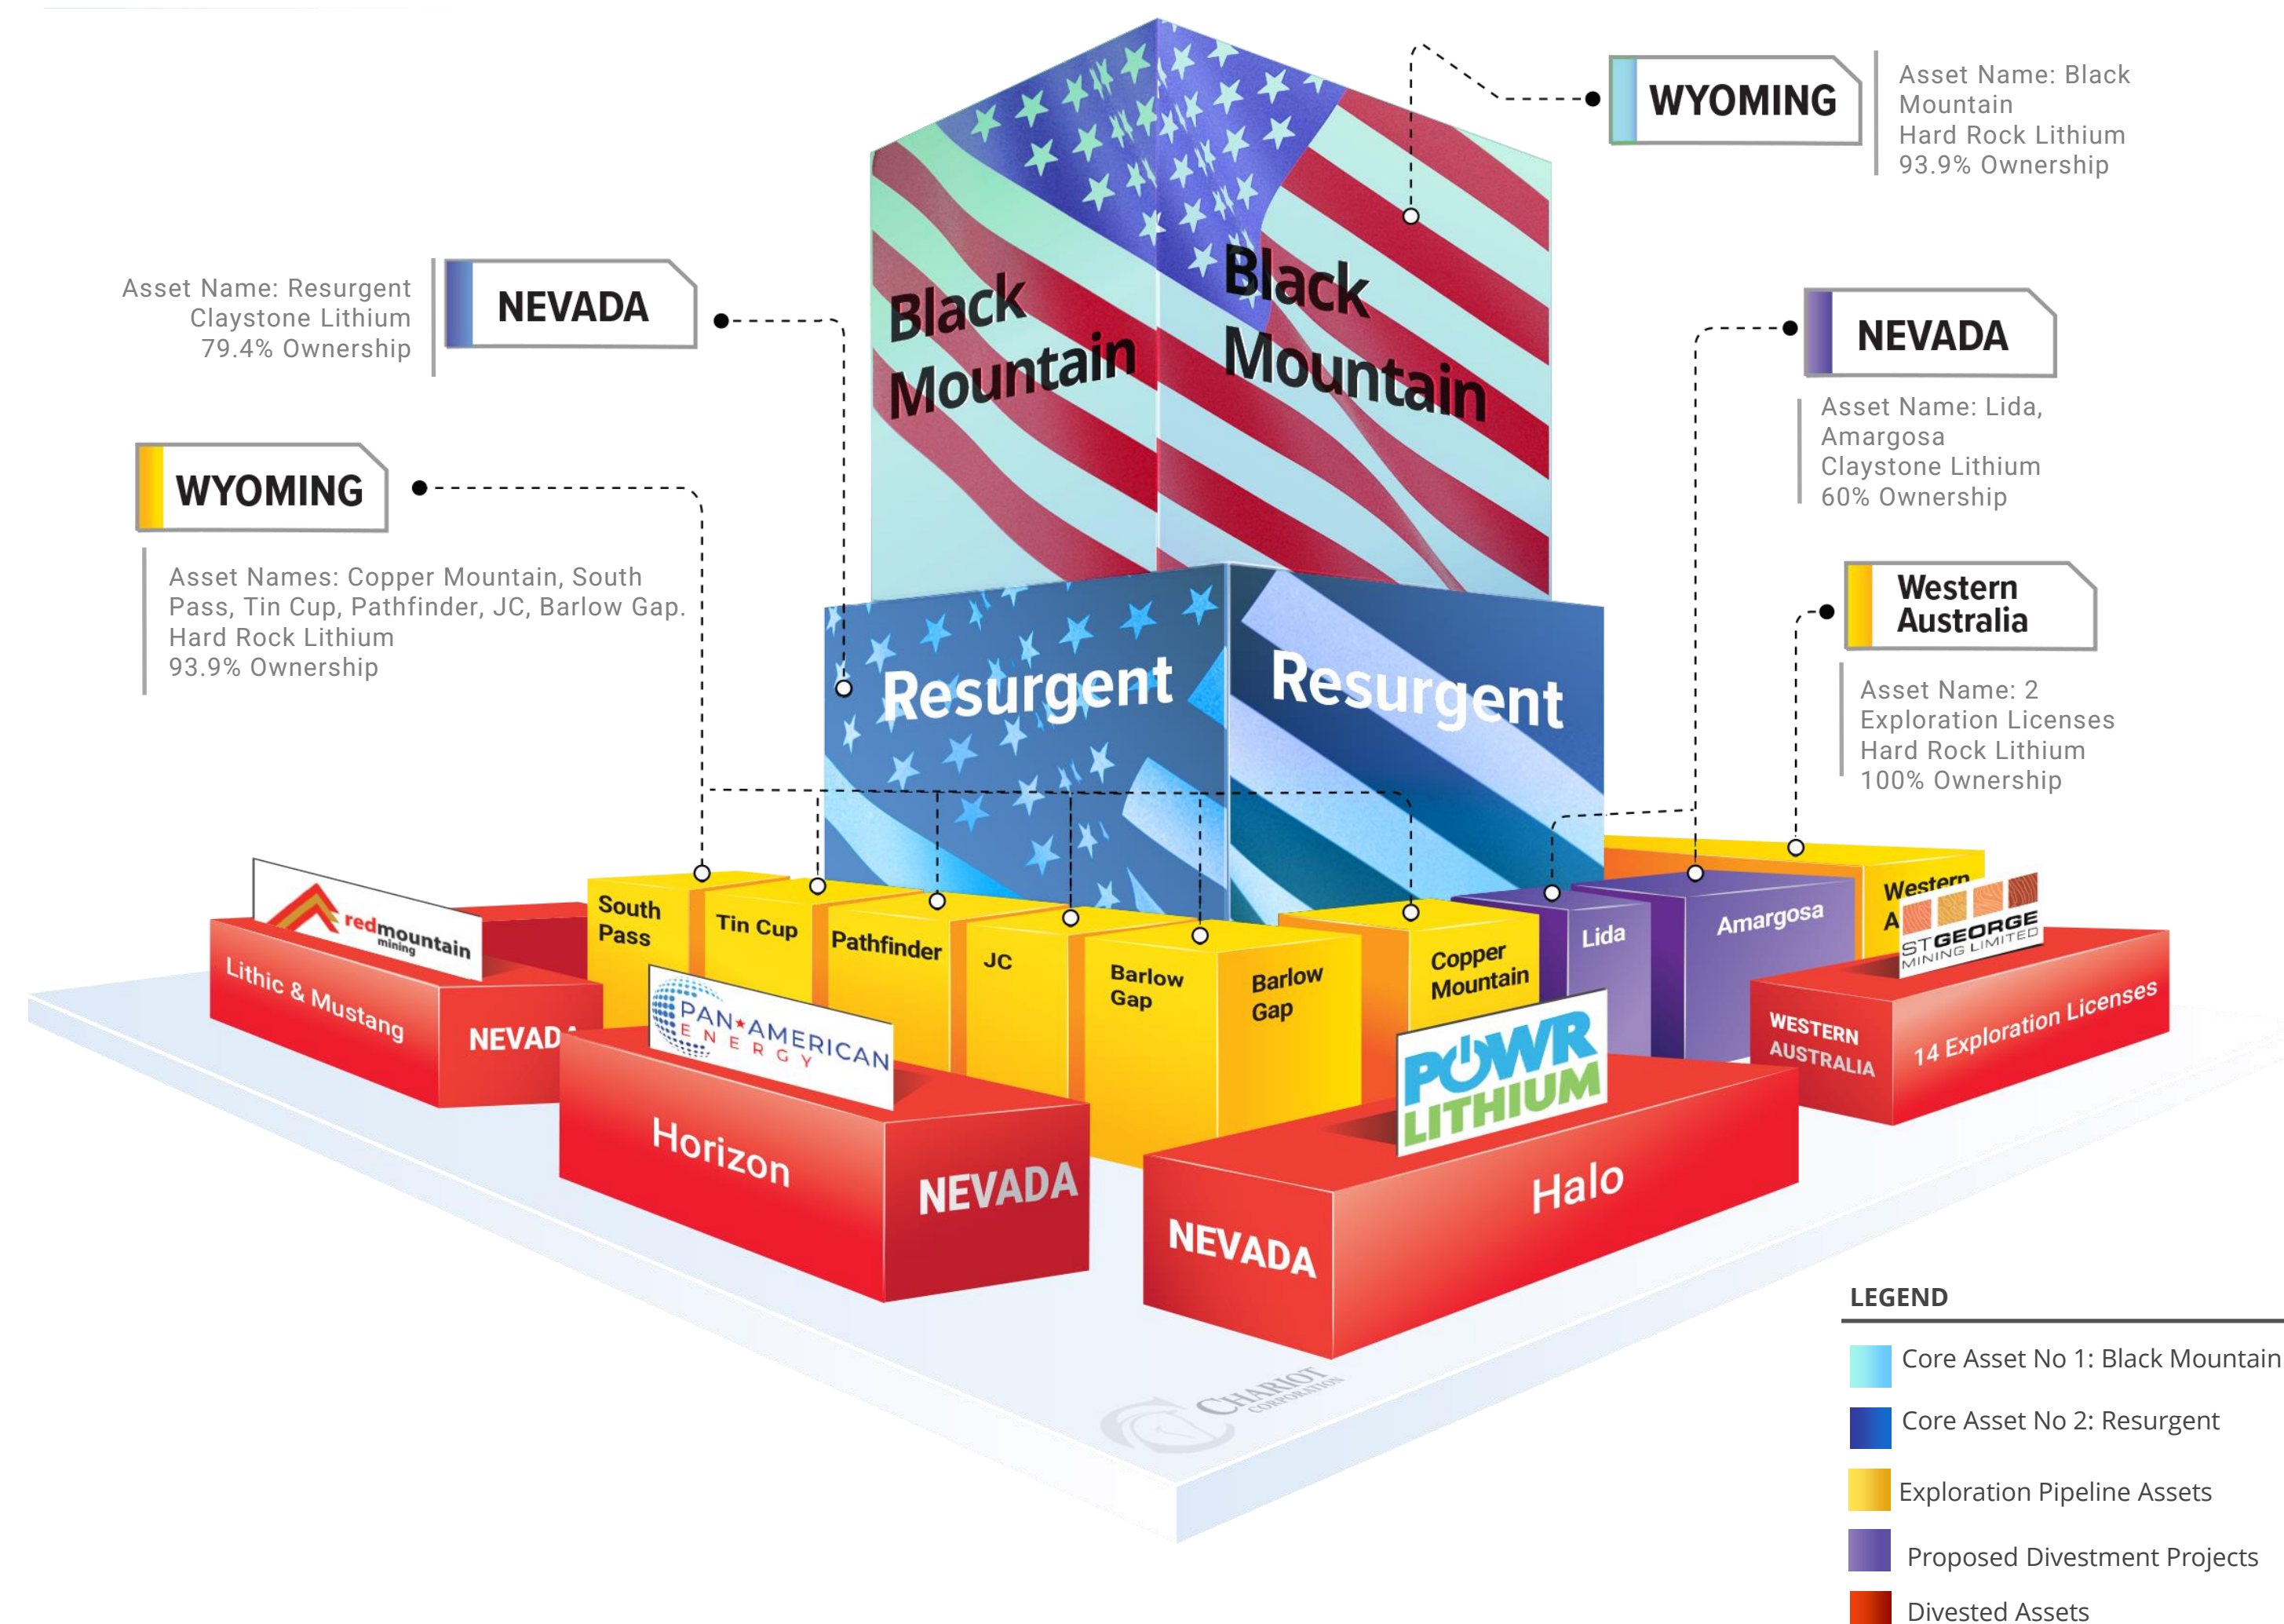 WYOMING
Asset Name: Black
Mountain
Hard Rock Lithium
93.9% Ownership
Asset Name: Resurgent
Claystone Lithium
79.4% Ownership
NEVADA
Black
Mountain
Black
Mountain
NEVADA
Asset Name: Lida,
Amargosa
Claystone Lithium
60% Ownership
WYOMING
Asset Names: Copper Mountain, South
Pass, Tin Cup, Pathfinder, JC, Barlow Gap.
Hard Rock Lithium
93.9% Ownership
Western
Australia
Asset Name: 2
Exploration Licenses
Hard Rock Lithium
100% Ownership
Resurgent
Resurgent
South
Pass
Tin Cup
Pathfinder
JC
Barlow
Gap
Barlow
Gap
Copper
Mountain
Lida
Amargosa
Western
A
redmountain
mining
Lithic & Mustang
NEVADA
PAN AMERICAN
ENERGY
Horizon
NEVADA
POWR
LITHIUM
NEVADA
Halo
STGEORGE
MINING LIMITED
WESTERN
AUSTRALIA
14 Exploration Licenses
CHARIOT
CORPORATION
LEGEND
Core Asset No 1: Black Mountain
Core Asset No 2: Resurgent
Exploration Pipeline Assets
Proposed Divestment Projects
Divested Assets